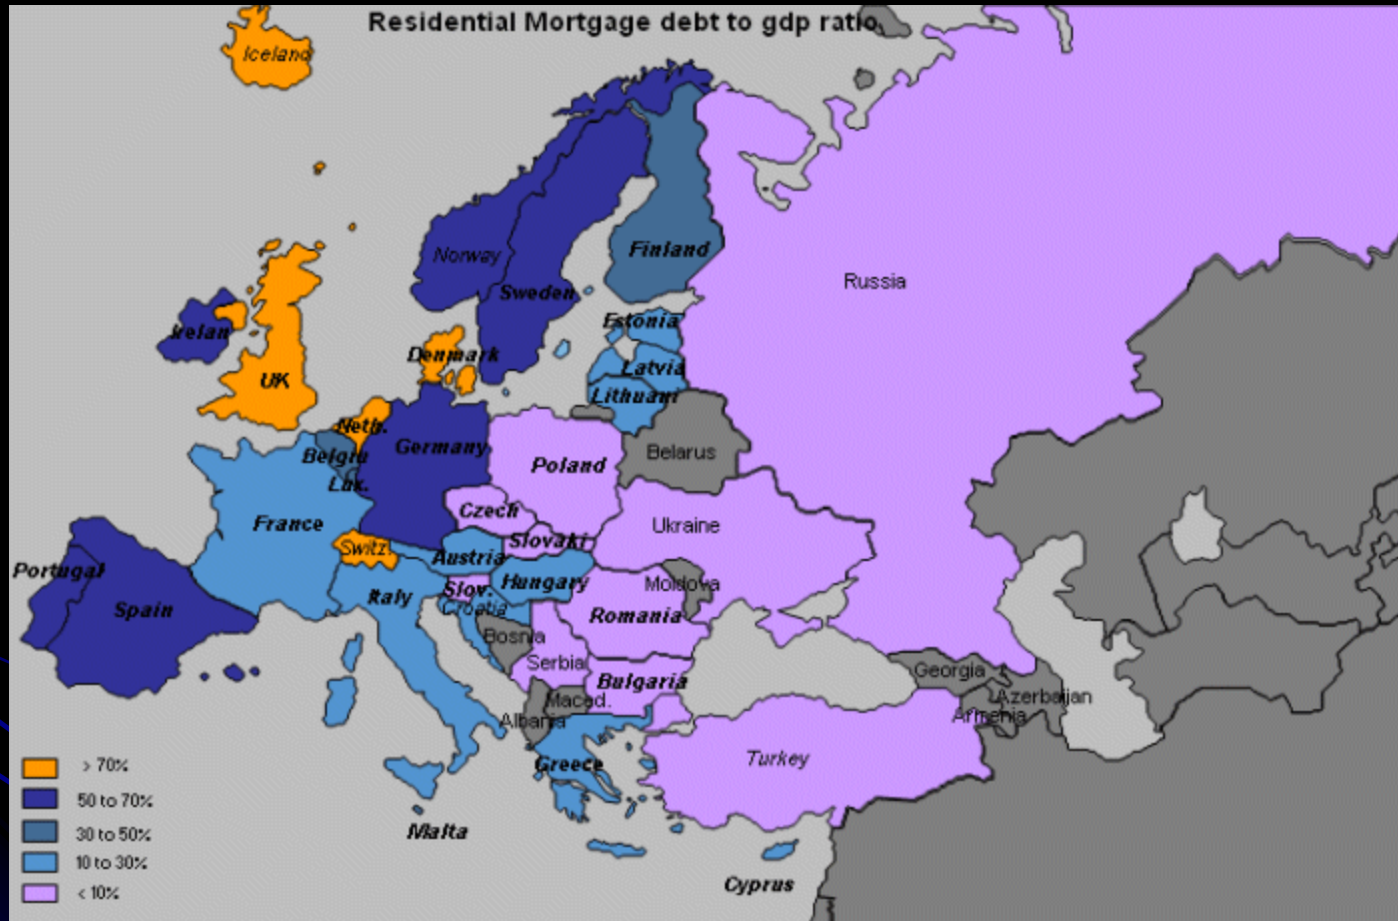 Residential Mortgage debt to gdp ratio
Iceland
Norway
Finland
Sweden
Russia
Irelan
Estonia
Denmark
Latvia
UK
Lithuani
Neth.
Germany
Belgiu
Belarus
Poland
Lux.
Czech
France
Ukraine
Slovaki
Switz.
Austria
Portugal
Hungary
Moldova
Slov.
Italy
Croatia
Spain
Romania
Bosnia
Serbia
Georgia
Bulgaria
Azerbaijan
Maced.
Armenia
Albania
Turkey
Greece
> 70%
50 to 70%
30 to 50%
Malta
10 to 30%
Cyprus
< 10%